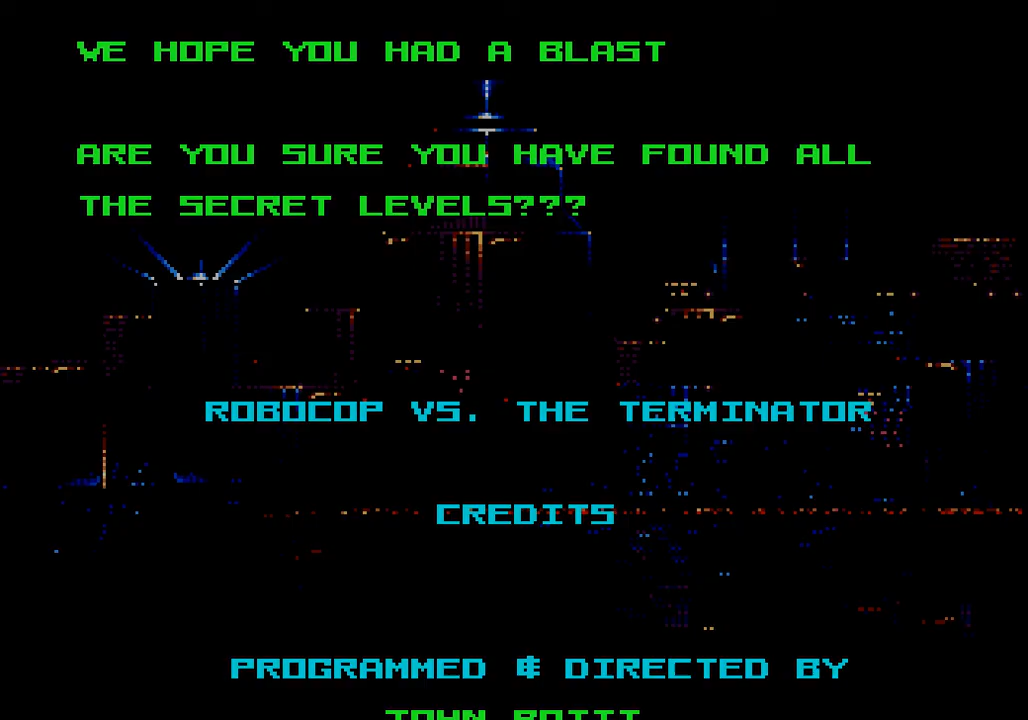 WE HOPE YOU HAD A BLAST
ARE YOU SURE YOU HAVE FOUND ALL
THE SECRET LEVELS???
ROBOCOP VS. THE TERMINATOR
CREDITS
PROGRAMMED & DIRECTED BY